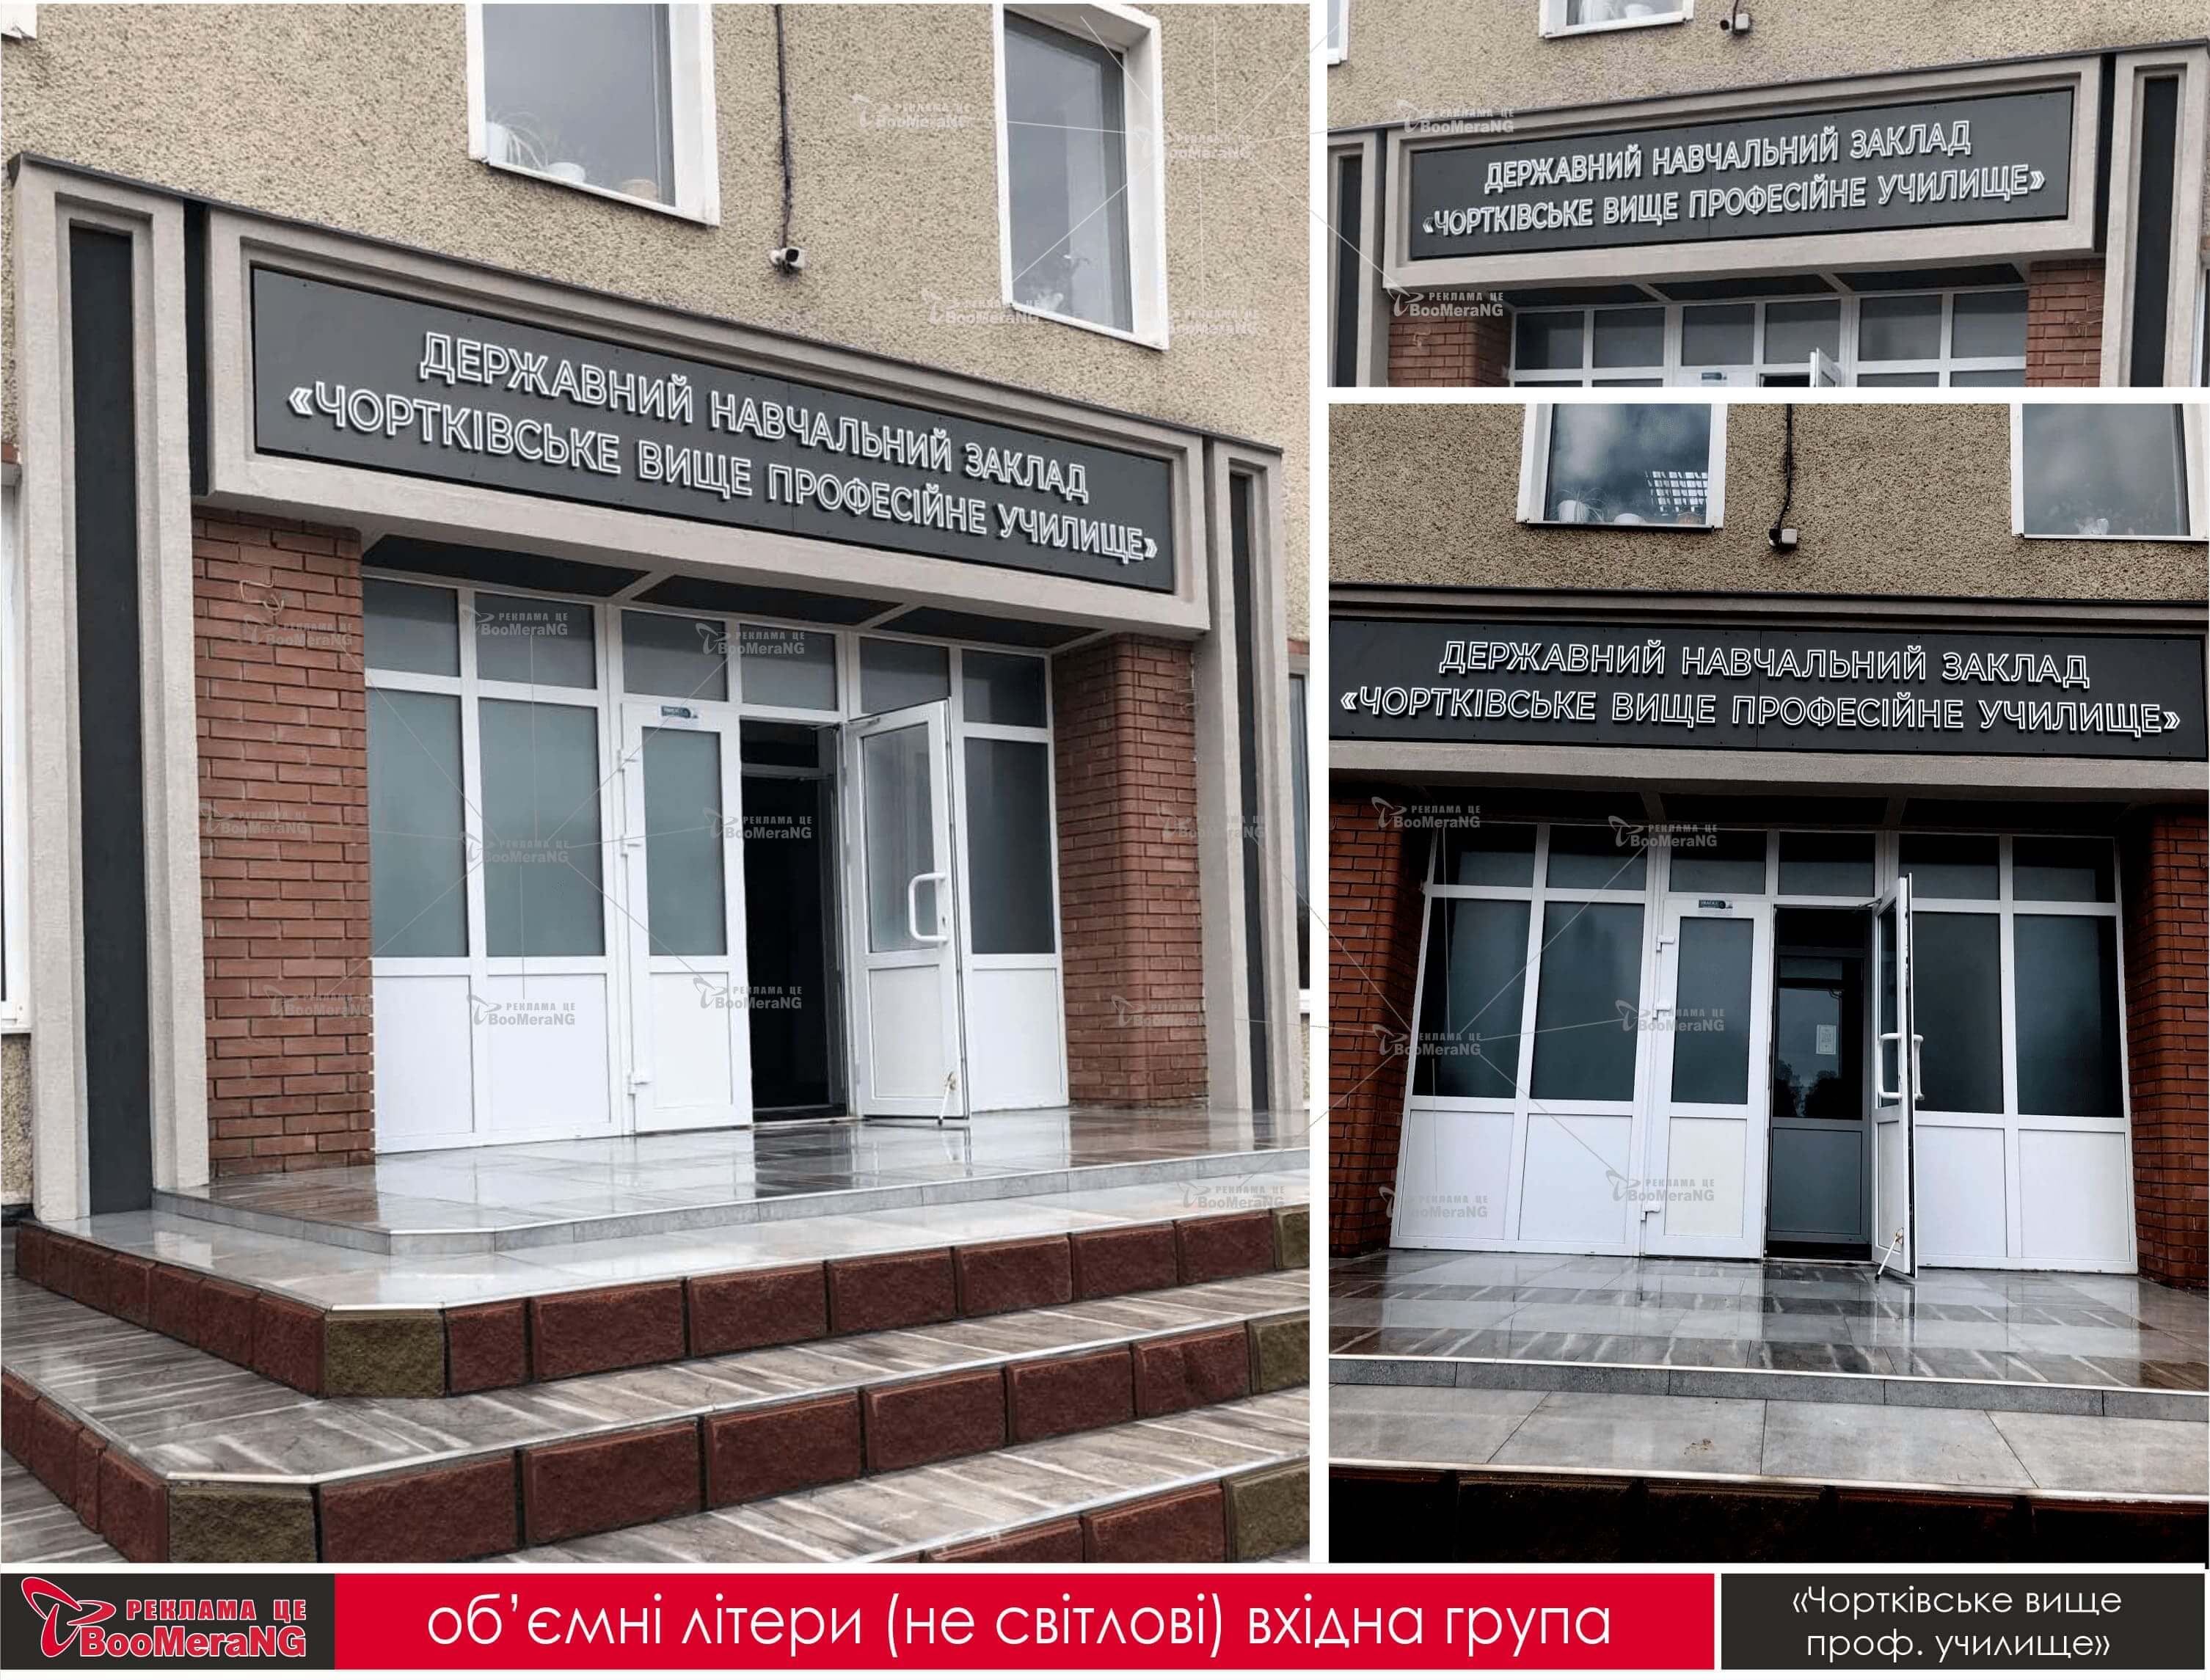 ДЕРЖАВНИЙ НАВЧАЛЬНИЙ ЗАКЛАД
«ЧОРТКІВСЬКЕ ВИЩЕ ПРОФЕСІЙНЕ УЧИЛИЩЕ»
ДЕРЖАВНИЙ НАВЧАЛЬНИЙ ЗАКЛАД
«ЧОРТКІВСЬКЕ ВИЩЕ ПРОФЕСІЙНЕ УЧИЛИЩЕ»
ДЕРЖАВНИЙ НАВЧАЛЬНИЙ ЗАКЛАД
«ЧОРТКІВСЬКЕ ВИЩЕ ПРОФЕСІЙНЕ УЧИЛИЩЕ»
РЕКЛАМА ЦЕ
BooMeraNG
об’ємні літери (не світлові) вхідна група
«Чортківське вище
проф. училище»